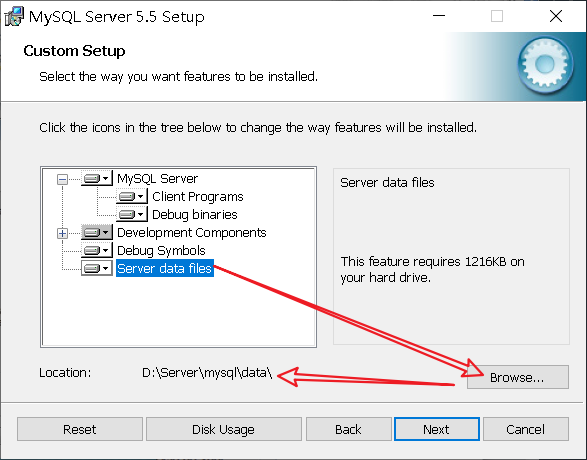 MySQL Server 5.5 Setup
Custom Setup
Select the way you want features to be installed.
Click the icons in the tree below to change the way features will be installed.
MySQL Server
Client Programs
Debug binaries
Development Components
Debug Symbols
Server data files
Server data files
This feature requires 1216KB on
your hard drive.
Location: D:\Server\mysql\data\
Browse...
Reset Disk Usage Back Next Cancel